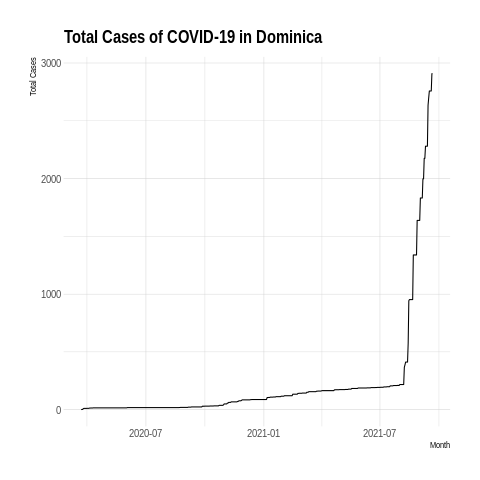 Total Cases of COVID-19 in Dominica
Total Cases
3000
2000
1000
0
2020-07
2021-01
2021-07
Month